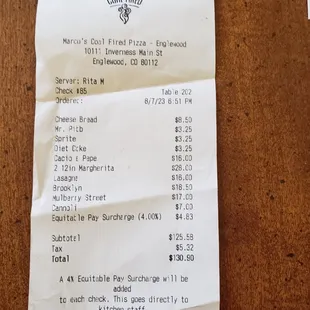 COAL FIRED
Marco's Coal Fired Pizza - Englewood
10111 Inverness Main St
Englewood, CO 80112
Server: Rita M
Check #85 Table 202
Ordered: 8/7/23 6:51 PM
Cheese Bread $8.50
Mr. Pibb $3.25
Sprite $3.25
Diet Coke $3.25
Cacio e Pepe $16.00
2 12in Margherita $28.00
Lasagna $16.00
Brooklyn $18.50
Mulberry Street $17.00
Cannoli $7.00
Equitable Pay Surcharge (4.00%) $4.83
Subtotal $125.58
Tax $5.32
Total $130.90
A 4% Equitable Pay Surcharge will be
added
to each check. This goes directly to
kitchen staff